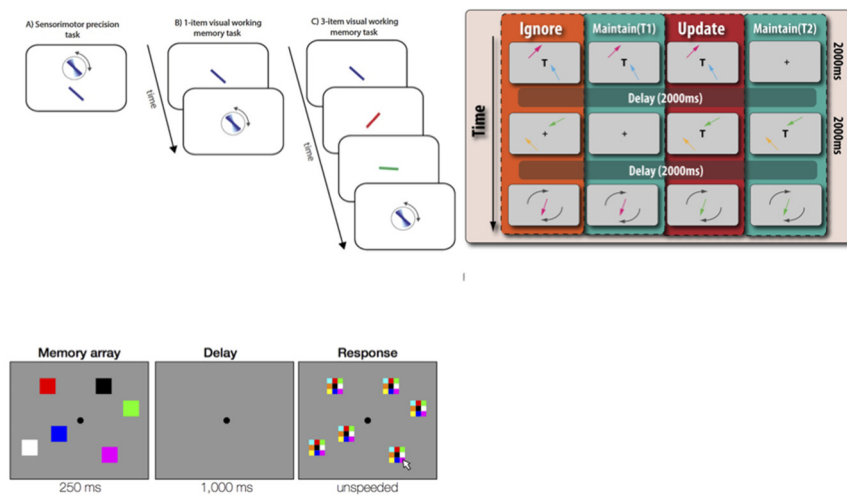 A) Sensorimotor precision
task
B) 1-item visual working
memory task
C) 3-item visual working
memory task
time
time
Ignore
Maintain(T1)
Update
Maintain(T2)
T
T
T
+
2000ms
Delay (2000ms)
Time
+
+
T
T
2000ms
Delay (2000ms)
Memory array
Delay
Response
250 ms
1,000 ms
unspeeded